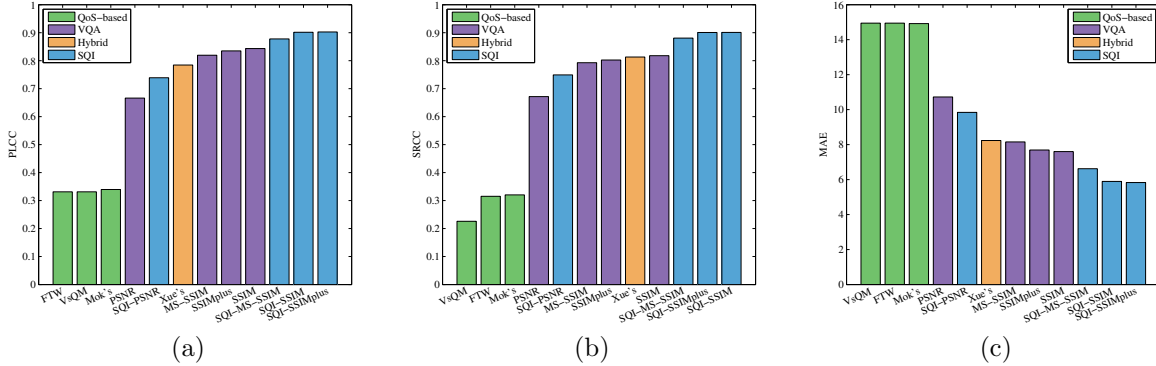 1
0.9
0.8
0.7
0.6
0.5
0.4
0.3
0.2
0.1
0
PLCC
QoS−based
VQA
Hybrid
SQI
FTW
VsQM
Mok's
PSNR
SQI−PSNR
Xue's
MS−SSIM
SSIMplus
SSIM
SQI−MS−SSIM
SQI−SSIM
SQI−SSIMplus
(a)
1
0.9
0.8
0.7
0.6
0.5
0.4
0.3
0.2
0.1
0
SRCC
QoS−based
VQA
Hybrid
SQI
VsQM
FTW
Mok's
PSNR
SQI−PSNR
MS−SSIM
SSIMplus
Xue's
SSIM
SQI−MS−SSIM
SQI−SSIMplus
SQI−SSIM
(b)
16
14
12
10
8
6
4
2
0
MAE
QoS−based
VQA
Hybrid
SQI
VsQM
FTW
Mok's
PSNR
SQI−PSNR
Xue's
MS−SSIM
SSIMplus
SSIM
SQI−MS−SSIM
SQI−SSIM
SQI−SSIMplus
(c)